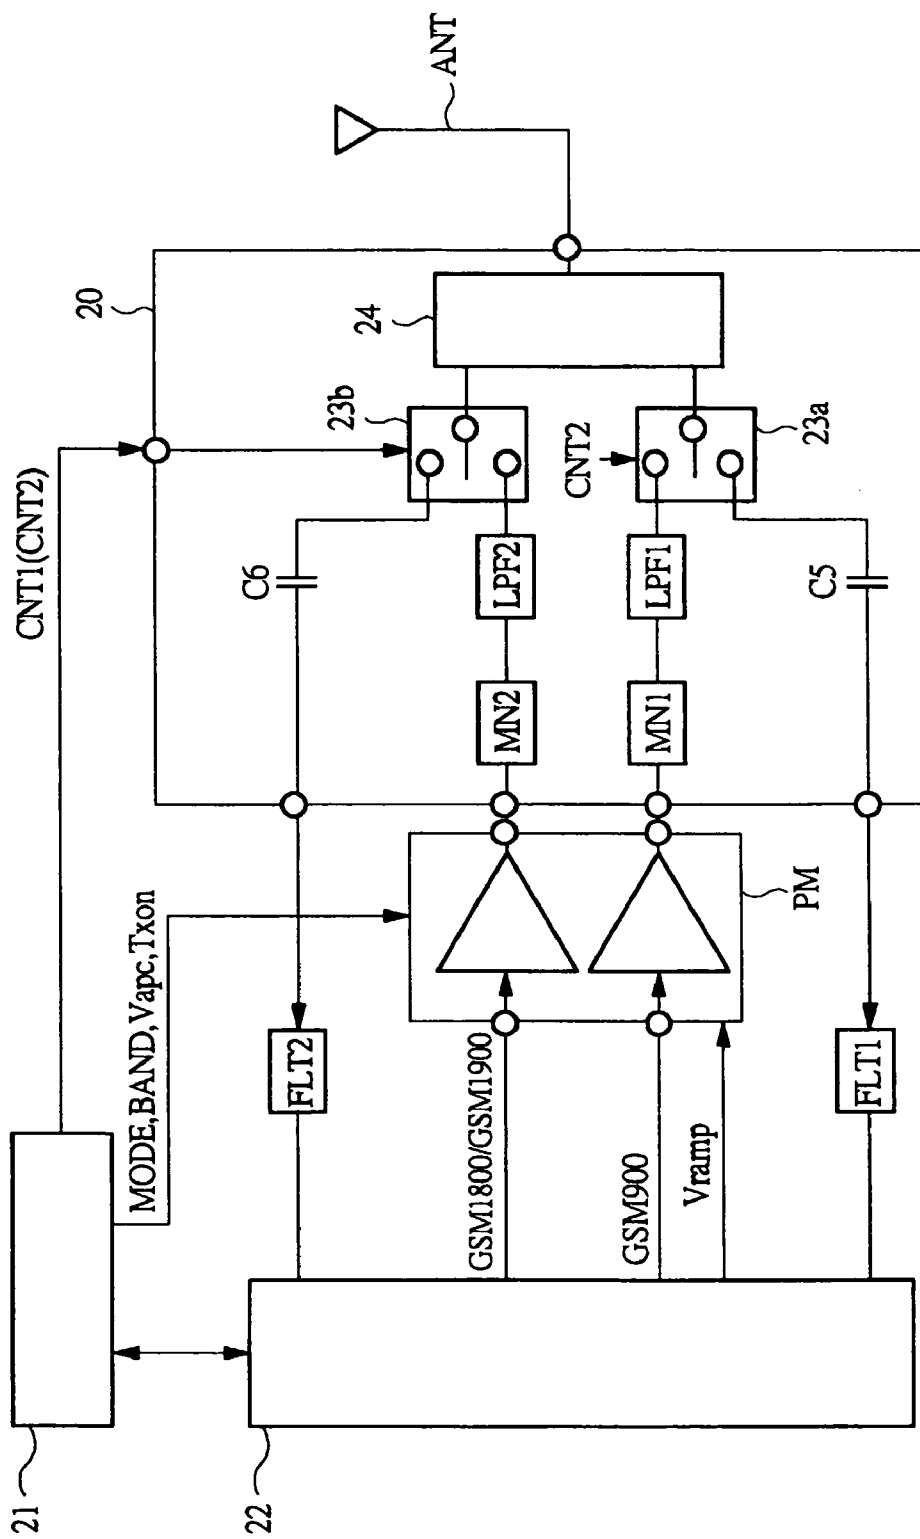 21
CNT1(CNT2)
20
ANT
MODE,BAND,Vapc,Txon
FLT2
C6
23b
24
GSM1800/GSM1900
MN2
LPF2
CNT2
GSM900
MN1
LPF1
Vramp
PM
23a
22
FLT1
C5